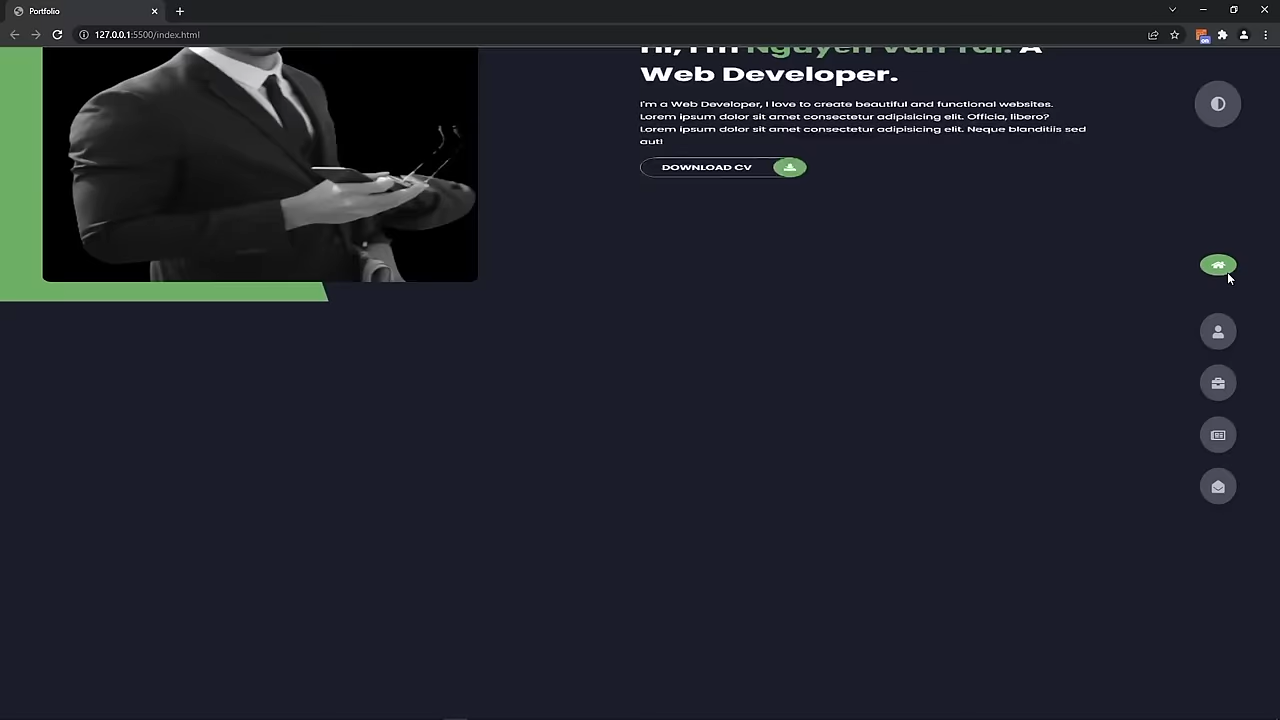 Portfolio
127.0.0.1:5500/index.html
Hi, I'm Nguyen Van Tai. A
Web Developer.
I'm a Web Developer, I love to create beautiful and functional websites.
Lorem ipsum dolor sit amet consectetur adipisicing elit. Officia, libero?
Lorem ipsum dolor sit amet consectetur adipisicing elit. Neque blanditiis sed
aut!
DOWNLOAD CV